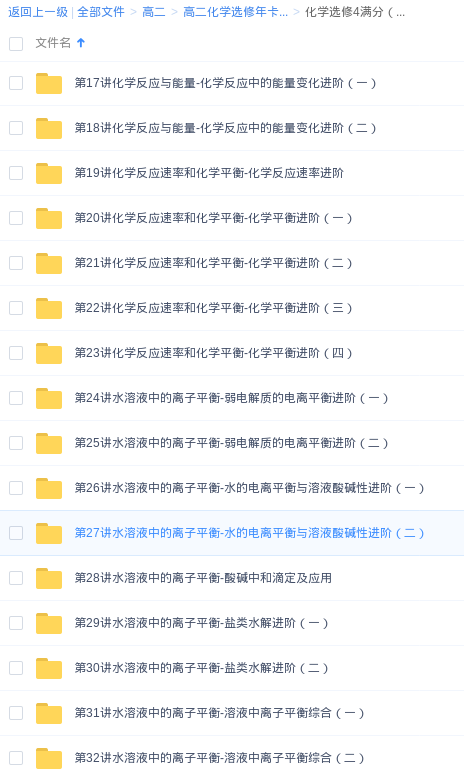 返回上一级 | 全部文件 > 高二 > 高二化学选修年卡... > 化学选修4满分（...
文件名
第17讲化学反应与能量-化学反应中的能量变化进阶（一）
第18讲化学反应与能量-化学反应中的能量变化进阶（二）
第19讲化学反应速率和化学平衡-化学反应速率进阶
第20讲化学反应速率和化学平衡-化学平衡进阶（一）
第21讲化学反应速率和化学平衡-化学平衡进阶（二）
第22讲化学反应速率和化学平衡-化学平衡进阶（三）
第23讲化学反应速率和化学平衡-化学平衡进阶（四）
第24讲水溶液中的离子平衡-弱电解质的电离平衡进阶（一）
第25讲水溶液中的离子平衡-弱电解质的电离平衡进阶（二）
第26讲水溶液中的离子平衡-水的电离平衡与溶液酸碱性进阶（一）
第27讲水溶液中的离子平衡-水的电离平衡与溶液酸碱性进阶（二）
第28讲水溶液中的离子平衡-酸碱中和滴定及应用
第29讲水溶液中的离子平衡-盐类水解进阶（一）
第30讲水溶液中的离子平衡-盐类水解进阶（二）
第31讲水溶液中的离子平衡-溶液中离子平衡综合（一）
第32讲水溶液中的离子平衡-溶液中离子平衡综合（二）